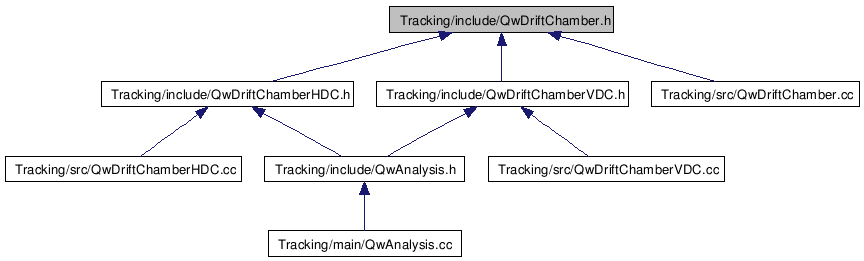 Tracking/include/QwDriftChamber.h
Tracking/include/QwDriftChamberHDC.h
Tracking/include/QwDriftChamberVDC.h
Tracking/src/QwDriftChamber.cc
Tracking/src/QwDriftChamberHDC.cc
Tracking/include/QwAnalysis.h
Tracking/src/QwDriftChamberVDC.cc
Tracking/main/QwAnalysis.cc